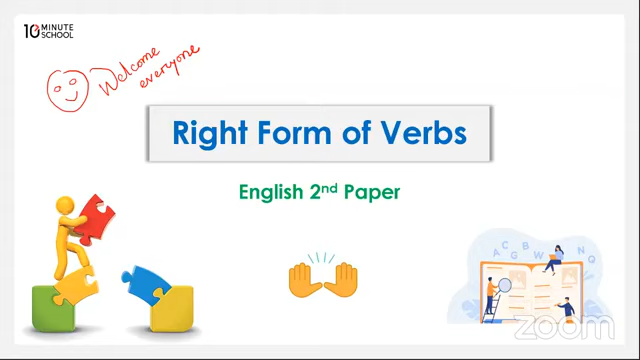 10 MINUTE
SCHOOL
Welcome
everyone
Right Form of Verbs
English 2nd Paper
A C B N
G W Q
zoom